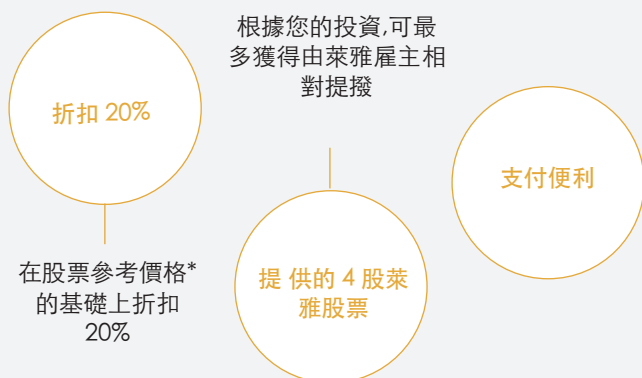 折扣 20%
在股票參考價格*
的基礎上折扣
20%
根據您的投資,可最
多獲得由萊雅雇主相
對提撥
提 供的 4 股萊
雅股票
支付便利